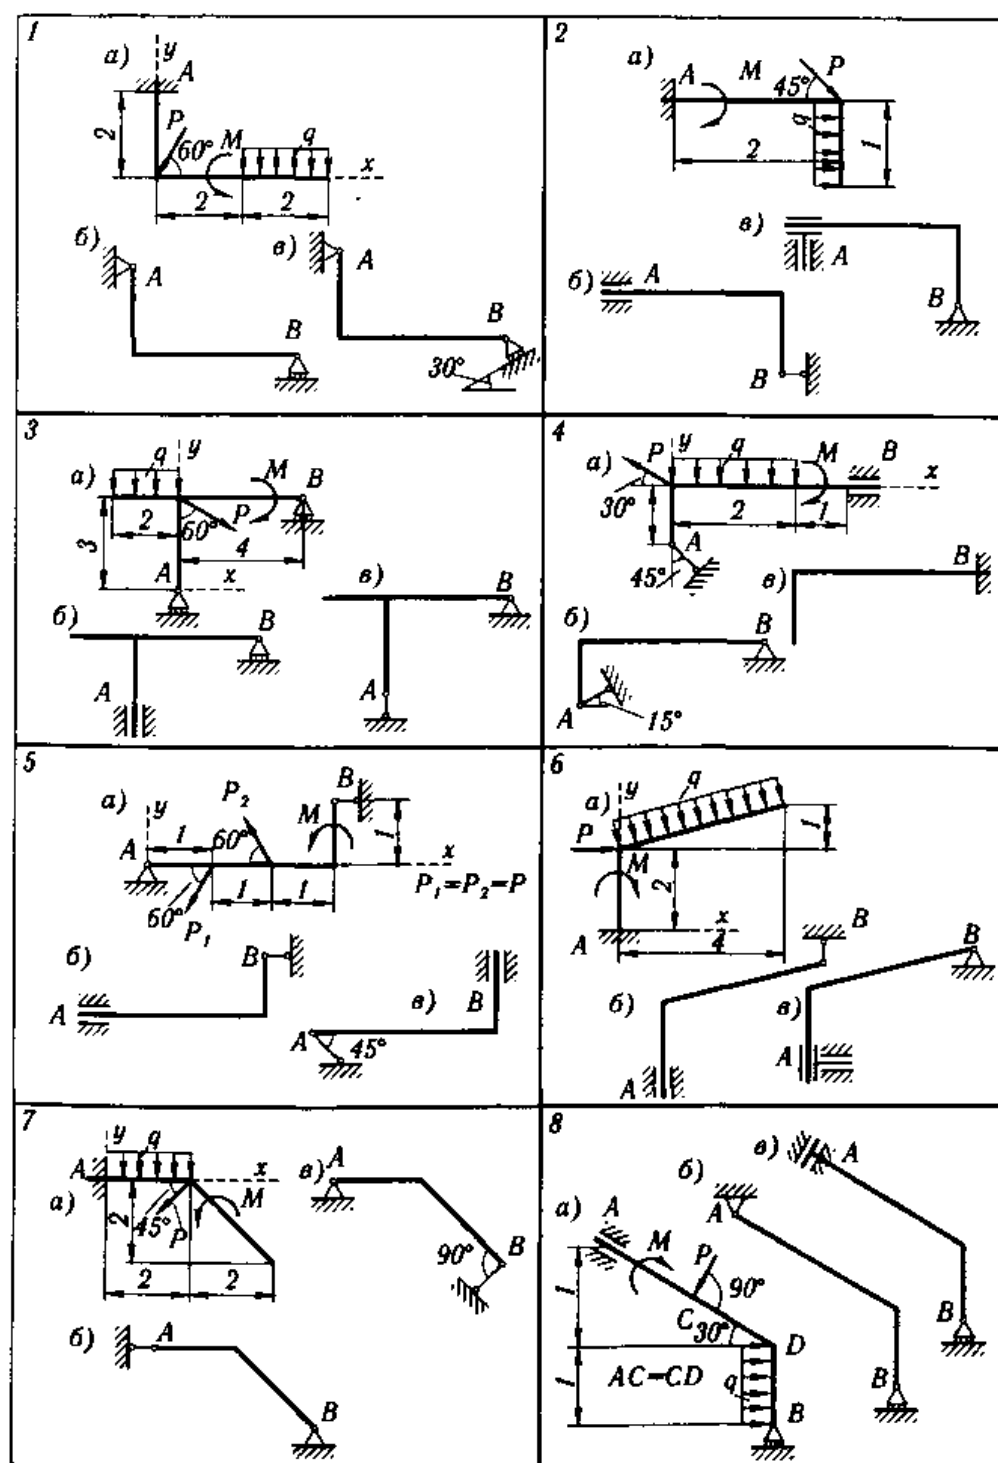 1
а) y
A
2
P
60°
M
q
x
2 2
б)
A
B
в)
A
B
30°
2
а) A M P
45°
q
2
1
в)
A
B
б) A
B
3
а) q y M B
2
60° P
3
4
A x
б)
B
A
в)
B
A
4
а) P y q M B
x
30°
2 1
A
45°
б)
B
A
15°
в)
B
5
а) y P₂ M B
1
60°
1
A
x
60°
P₁
1 1
P₁=P₂=P
б)
B
A
в)
B
A
45°
6
а) y q
P
1
M
2
x
A
4
б)
B
A
в)
B
A
7
y q
A
x
а)
45° P M
2
2 2
в) A
90° B
б) A
B
8
а) A
M P
1
90°
C 30°
D
1
AC=CD
q
B
б)
A
B
в) A
B